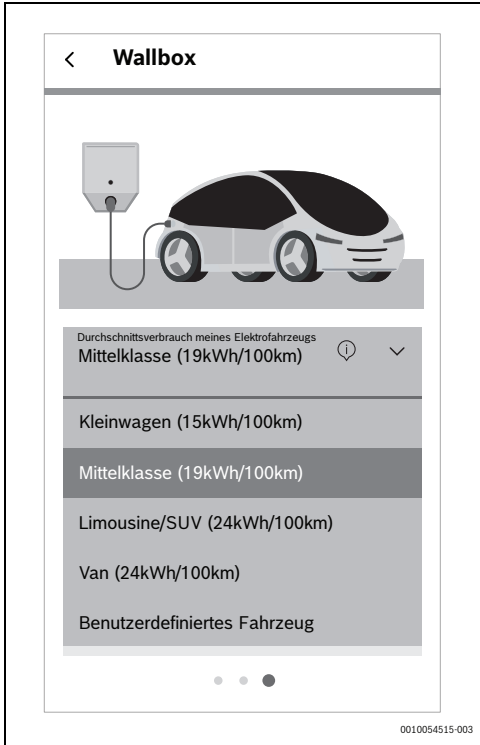 Wallbox
Durchschnittsverbrauch meines Elektrofahrzeugs
Mittelklasse (19kWh/100km)
Kleinwagen (15kWh/100km)
Mittelklasse (19kWh/100km)
Limousine/SUV (24kWh/100km)
Van (24kWh/100km)
Benutzerdefiniertes Fahrzeug
0010054515-003